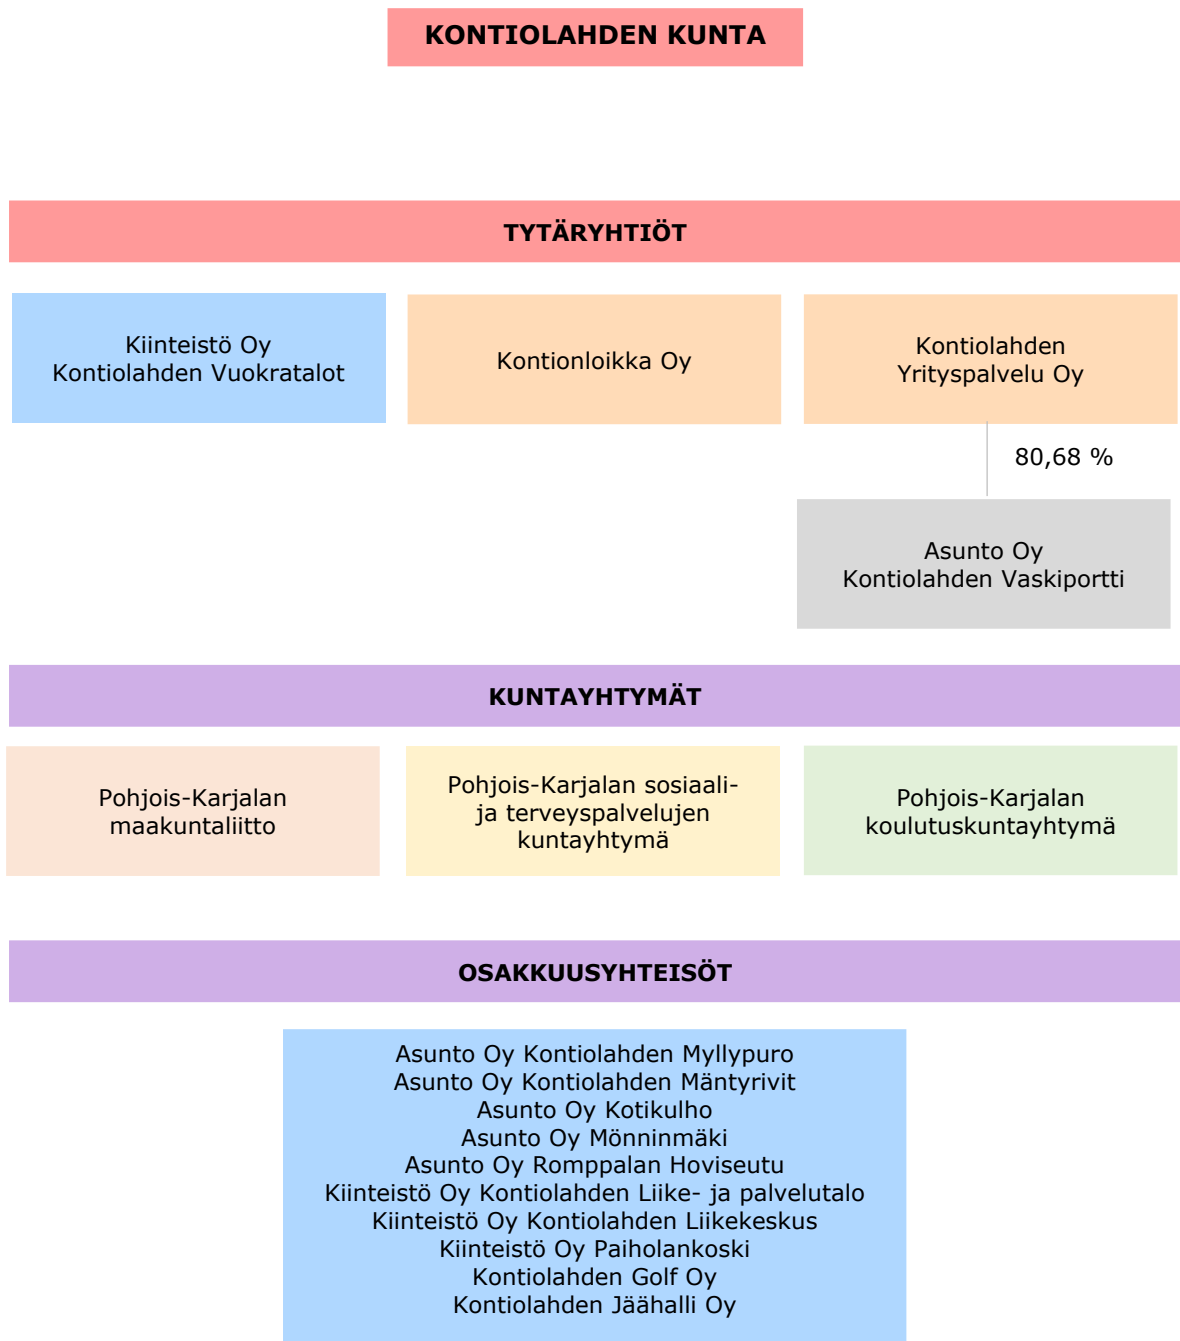 KONTIOLAHDEN KUNTA
TYTÄRYHTIÖT
Kiinteistö Oy
Kontiolahden Vuokratalot
Kontionloikka Oy
Kontiolahden
Yrityspalvelu Oy
80,68 %
Asunto Oy
Kontiolahden Vaskiportti
KUNTAYHTYMÄT
Pohjois-Karjalan
maakuntaliitto
Pohjois-Karjalan sosiaali-
ja terveyspalvelujen
kuntayhtymä
Pohjois-Karjalan
koulutuskuntayhtymä
OSAKKUUSYHTEISÖT
Asunto Oy Kontiolahden Myllypuro
Asunto Oy Kontiolahden Mäntyrivit
Asunto Oy Kotikulho
Asunto Oy Mönninmäki
Asunto Oy Romppalan Hoviseutu
Kiinteistö Oy Kontiolahden Liike- ja palvelutalo
Kiinteistö Oy Kontiolahden Liikekeskus
Kiinteistö Oy Paiholankoski
Kontiolahden Golf Oy
Kontiolahden Jäähalli Oy